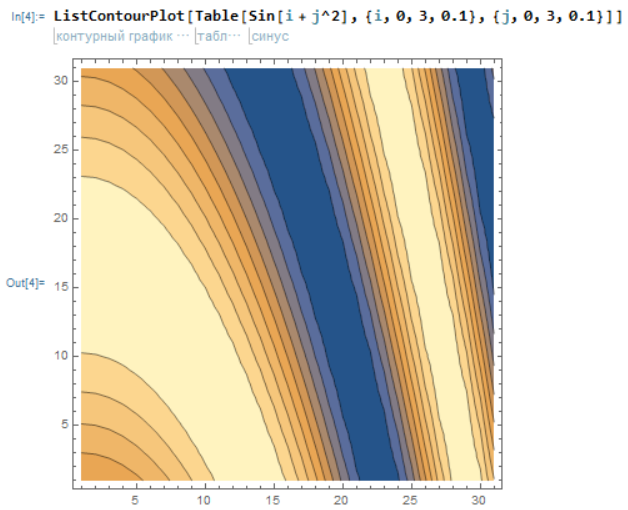 In[4]:= ListContourPlot[Table[Sin[i + j^2], {i, 0, 3, 0.1}, {j, 0, 3, 0.1}]]
контурный график ⋯ табл⋯ синус
30
25
20
Out[4]=
15
10
5
5 10 15 20 25 30